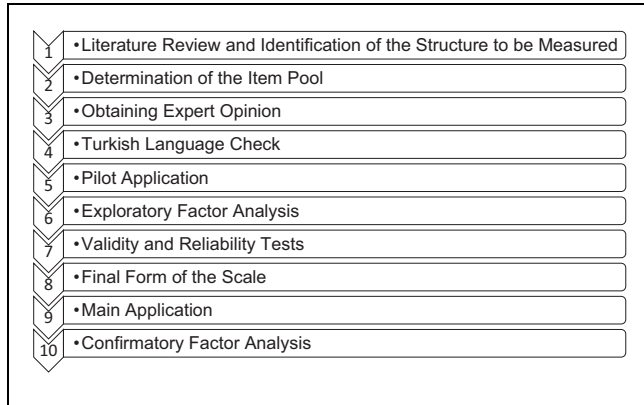 1 •Literature Review and Identification of the Structure to be Measured
2 •Determination of the Item Pool
3 •Obtaining Expert Opinion
4 •Turkish Language Check
5 •Pilot Application
6 •Exploratory Factor Analysis
7 •Validity and Reliability Tests
8 •Final Form of the Scale
9 •Main Application
10 •Confirmatory Factor Analysis